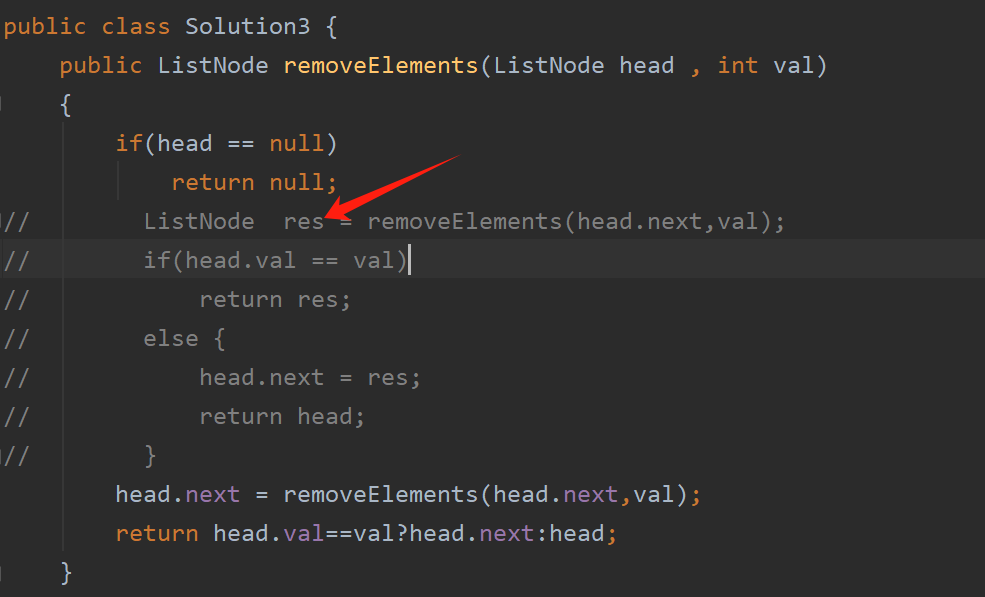 public class Solution3 {
    public ListNode removeElements(ListNode head , int val)
    {
        if(head == null)
            return null;
//        ListNode  res = removeElements(head.next,val);
//        if(head.val == val)
//            return res;
//        else {
//            head.next = res;
//            return head;
//        }
        head.next = removeElements(head.next,val);
        return head.val==val?head.next:head;
    }